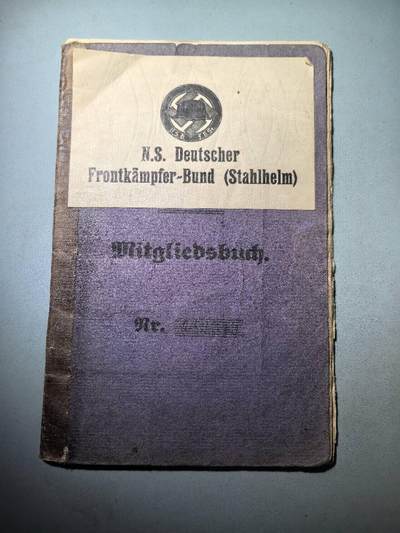 N.S. Deutscher
Frontkämpfer-Bund (Stahlhelm)
Mitgliedsbuch.
Nr.